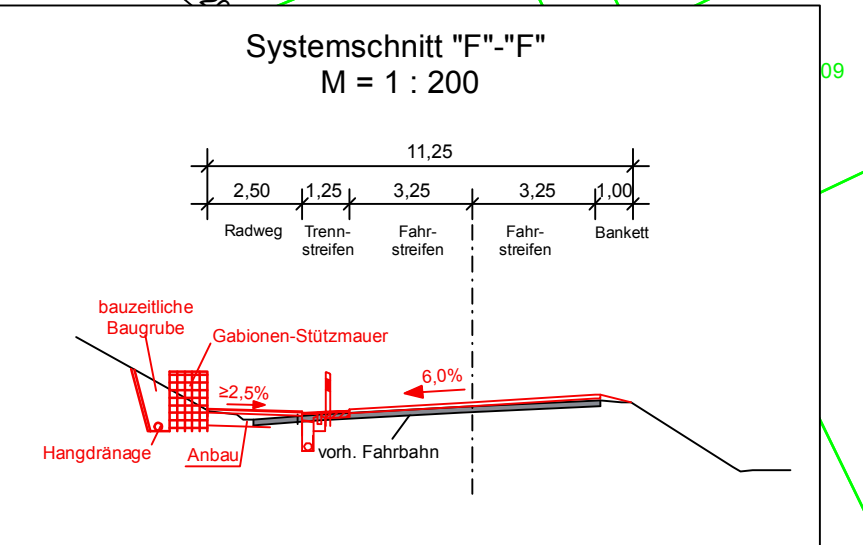 Systemschnitt "F"-"F"
M = 1 : 200
09
11,25
2,50 1,25 3,25 3,25 1,00
Radweg Trenn- Fahr- Fahr- Bankett
streifen streifen streifen
bauzeitliche
Baugrube
Gabionen-Stützmauer
≥2,5% 6,0%
Hangdränage Anbau vorh. Fahrbahn